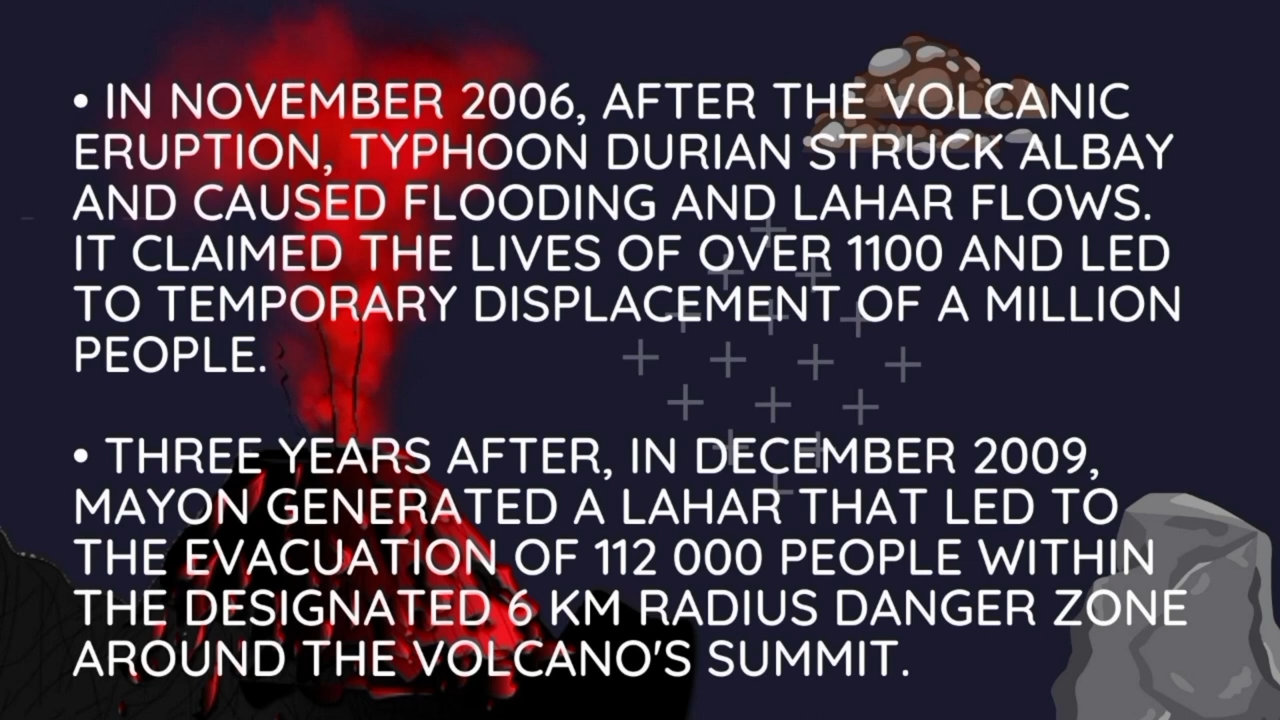 • IN NOVEMBER 2006, AFTER THE VOLCANIC
ERUPTION, TYPHOON DURIAN STRUCK ALBAY
AND CAUSED FLOODING AND LAHAR FLOWS.
IT CLAIMED THE LIVES OF OVER 1100 AND LED
TO TEMPORARY DISPLACEMENT OF A MILLION
PEOPLE.
• THREE YEARS AFTER, IN DECEMBER 2009,
MAYON GENERATED A LAHAR THAT LED TO
THE EVACUATION OF 112 000 PEOPLE WITHIN
THE DESIGNATED 6 KM RADIUS DANGER ZONE
AROUND THE VOLCANO'S SUMMIT.